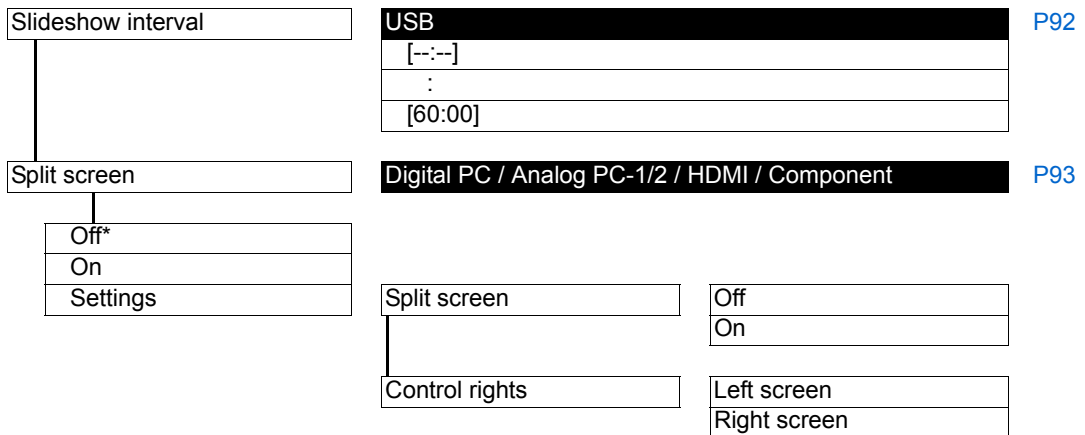 Slideshow interval USB P92
[--:--]
:
[60:00]
Split screen Digital PC / Analog PC-1/2 / HDMI / Component P93
Off*
On
Settings Split screen Off
On
Control rights Left screen
Right screen